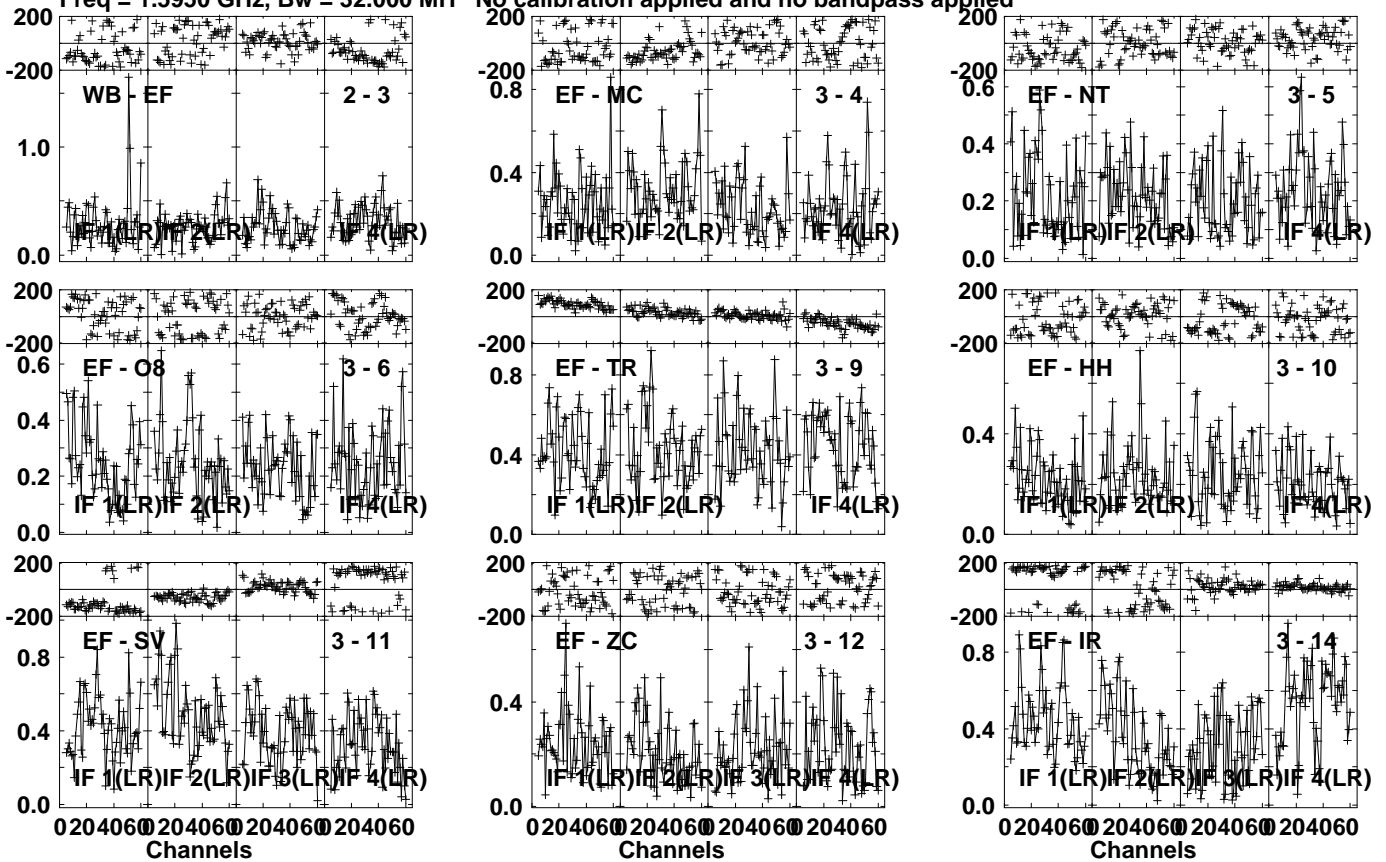 Freq = 1.5950 GHz, Bw = 32.000 MH No calibration applied and no bandpass applied
200
-200
WB - EF 2 - 3
1.0
0.0
IF 1(LR) IF 2(LR) IF 4(LR)
200
-200
EF - MC 3 - 4
0.8
0.4
0.0
IF 1(LR) IF 2(LR) IF 4(LR)
200
-200
EF - NT 3 - 5
0.6
0.4
0.2
0.0
IF 1(LR) IF 2(LR) IF 4(LR)
200
-200
EF - O8 3 - 6
0.6
0.4
0.2
0.0
IF 1(LR) IF 2(LR) IF 4(LR)
200
-200
EF - TR 3 - 9
0.8
0.4
0.0
IF 1(LR) IF 2(LR) IF 4(LR)
200
-200
EF - HH 3 - 10
0.4
0.0
IF 1(LR) IF 2(LR) IF 4(LR)
200
-200
EF - SV 3 - 11
0.8
0.4
0.0
IF 1(LR) IF 2(LR) IF 3(LR) IF 4(LR)
0 20 40 60 0 20 40 60 0 20 40 60 0 20 40 60
Channels
200
-200
EF - ZC 3 - 12
0.4
0.0
IF 1(LR) IF 2(LR) IF 3(LR) IF 4(LR)
0 20 40 60 0 20 40 60 0 20 40 60 0 20 40 60
Channels
200
-200
EF - IR 3 - 14
0.8
0.4
0.0
IF 1(LR) IF 2(LR) IF 3(LR) IF 4(LR)
0 20 40 60 0 20 40 60 0 20 40 60 0 20 40 60
Channels